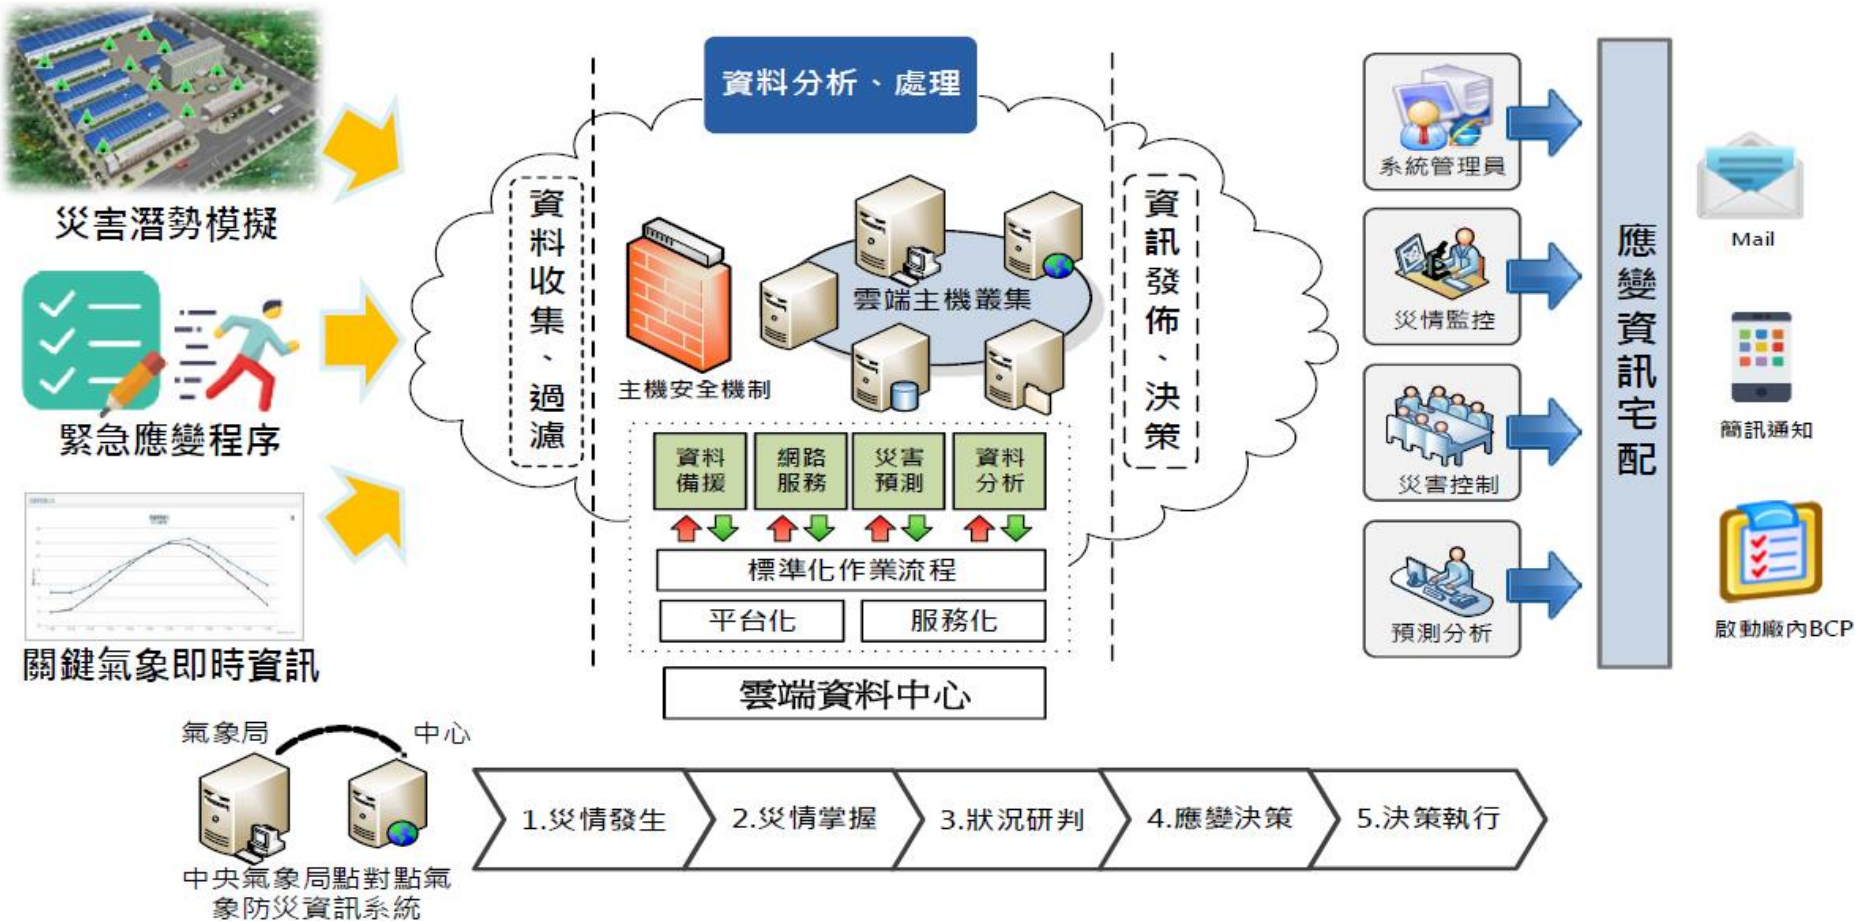 資料分析、處理
災害潛勢模擬
緊急應變程序
關鍵氣象即時資訊
資料收集、過濾
主機安全機制
雲端主機叢集
資訊發佈、決策
資料
備援
網路
服務
災害
預測
資料
分析
標準化作業流程
平台化
服務化
雲端資料中心
系統管理員
災情監控
災害控制
預測分析
應變資訊宅配
Mail
簡訊通知
啟動廠內BCP
氣象局
中心
中央氣象局點對點氣
象防災資訊系統
1.災情發生
2.災情掌握
3.狀況研判
4.應變決策
5.決策執行